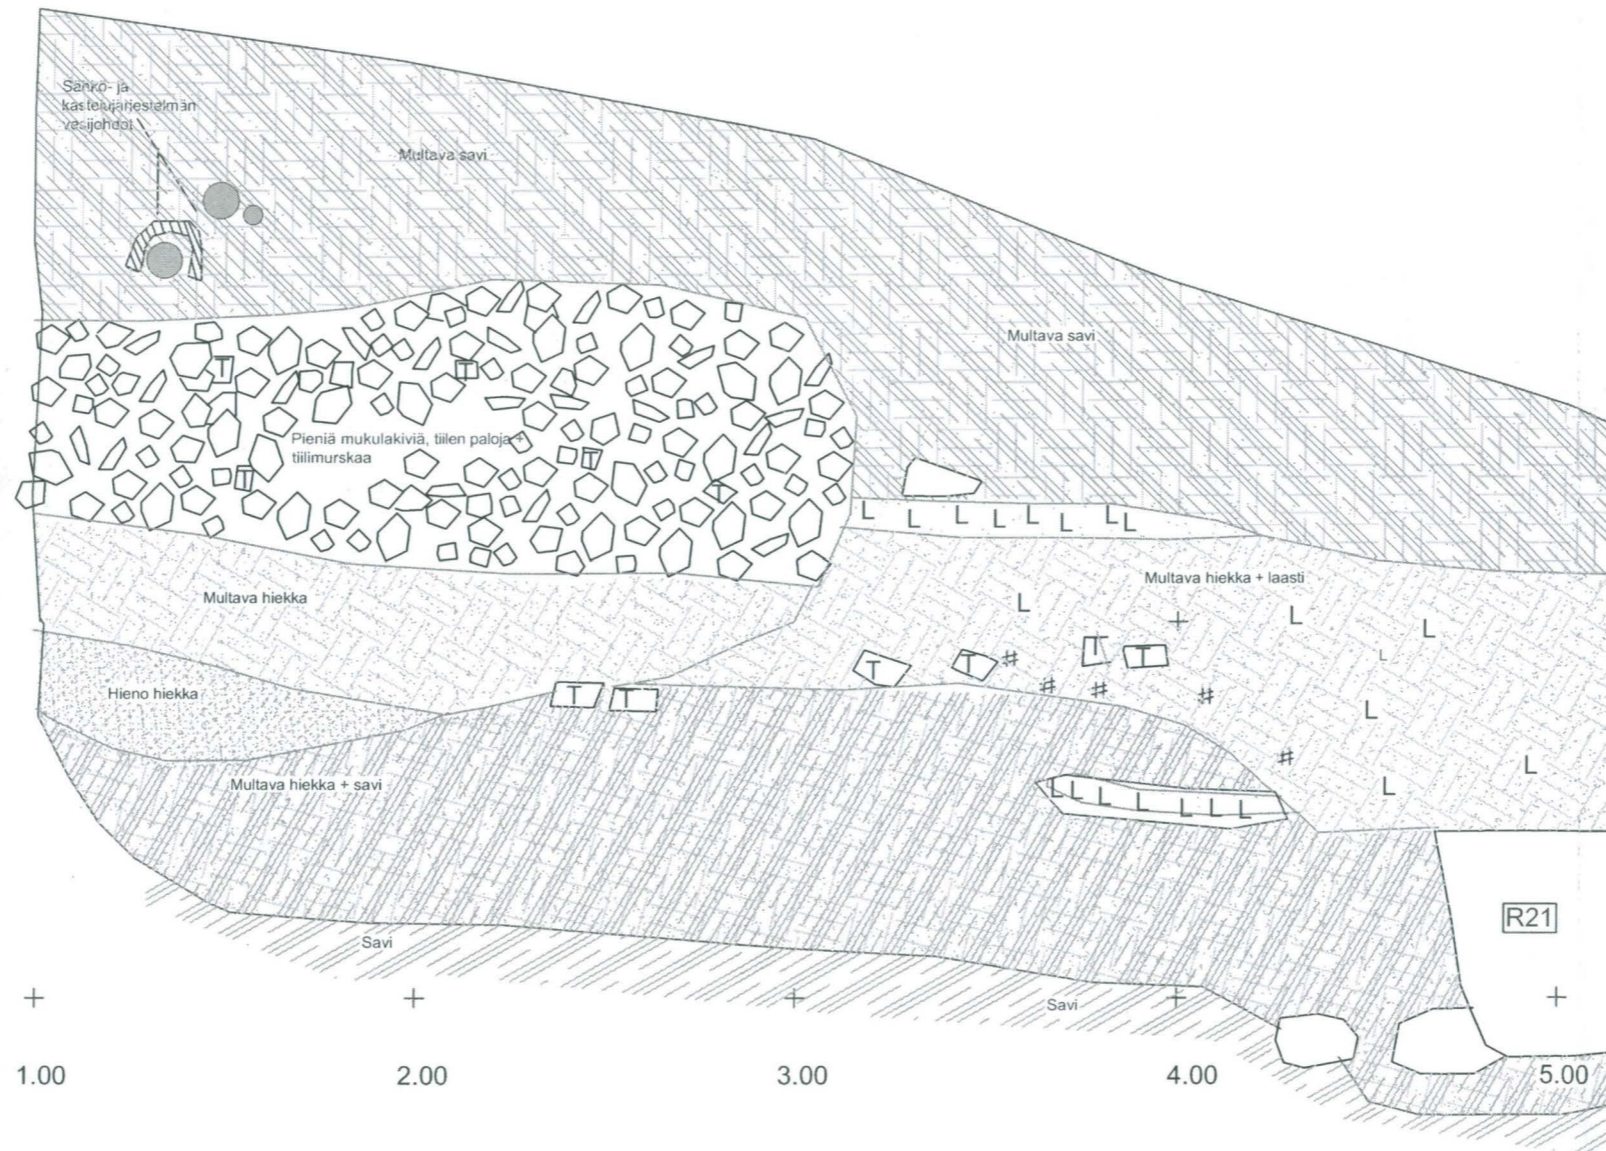 Sähkö- ja
kastelujärjestelmän
vesijohdot
Multava savi
Multava savi
T
T
Pieniä mukulakiviä, tiilen paloja +
tiilimurskaa
T
T
T
L L L L L L L L
Multava hiekka + laasti
Multava hiekka
L
L
L
L
T
T
#
T
T
Hieno hiekka
T
T
#
#
#
L
#
L
L
Multava hiekka + savi
L L L L L L L
R21
Savi
Savi
1.00 2.00 3.00 4.00 5.00